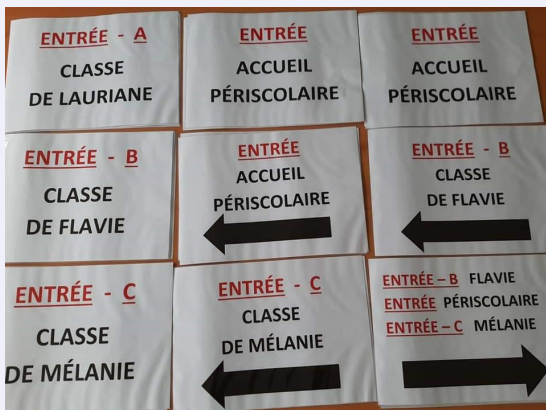 ENTRÉE - A
CLASSE
DE LAURIANE
ENTRÉE
ACCUEIL
PÉRISCOLAIRE
ENTRÉE
ACCUEIL
PÉRISCOLAIRE
ENTRÉE - B
CLASSE
DE FLAVIE
ENTRÉE
ACCUEIL
PÉRISCOLAIRE
ENTRÉE - B
CLASSE
DE FLAVIE
ENTRÉE - C
CLASSE
DE MÉLANIE
ENTRÉE - C
CLASSE
DE MÉLANIE
ENTRÉE – B FLAVIE
ENTRÉE PÉRISCOLAIRE
ENTRÉE – C MÉLANIE